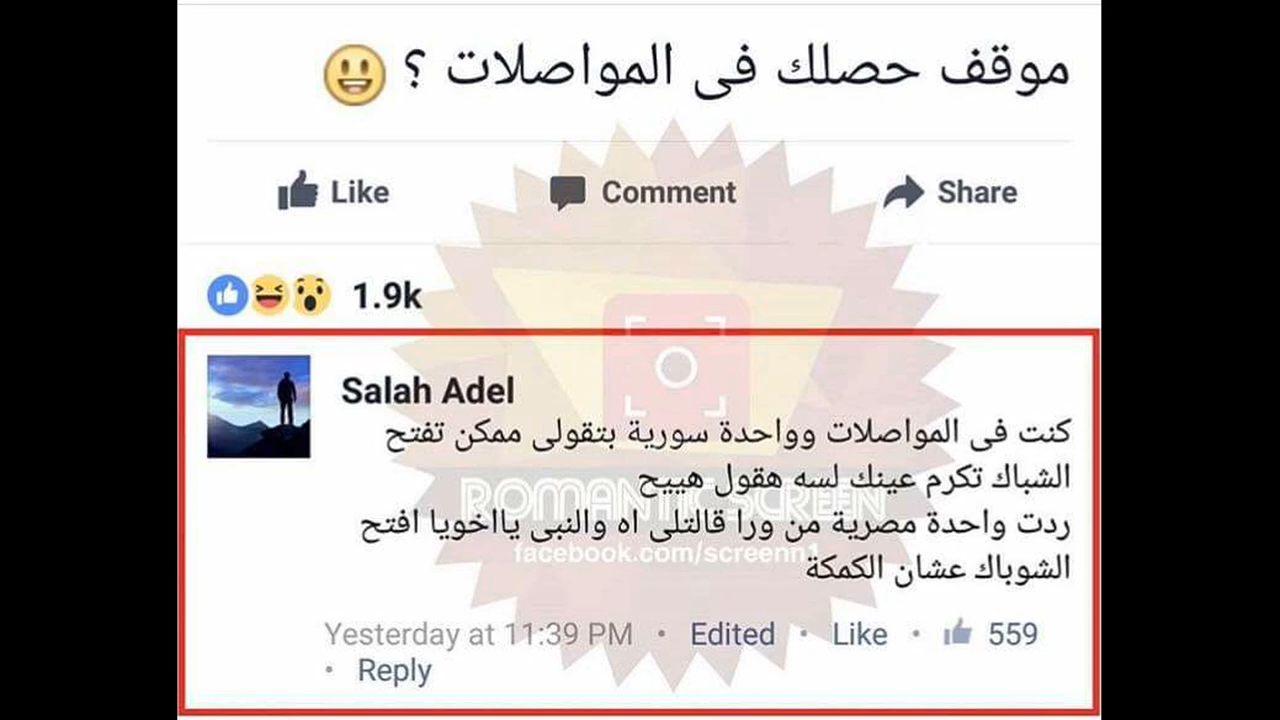 موقف حصلك فى المواصلات ؟ 😃
Like Comment Share
1.9k
Salah Adel
كنت فى المواصلات وواحدة سورية بتقولى ممكن تفتح
الشباك تكرم عينك لسه هقول هييح
ROMANTIC SCREEN
ردت واحدة مصرية من ورا قالتلى اه والنبى يااخويا افتح
facebook.com/screenn1
الشوباك عشان الكمكة
Yesterday at 11:39 PM • Edited • Like • 559
• Reply